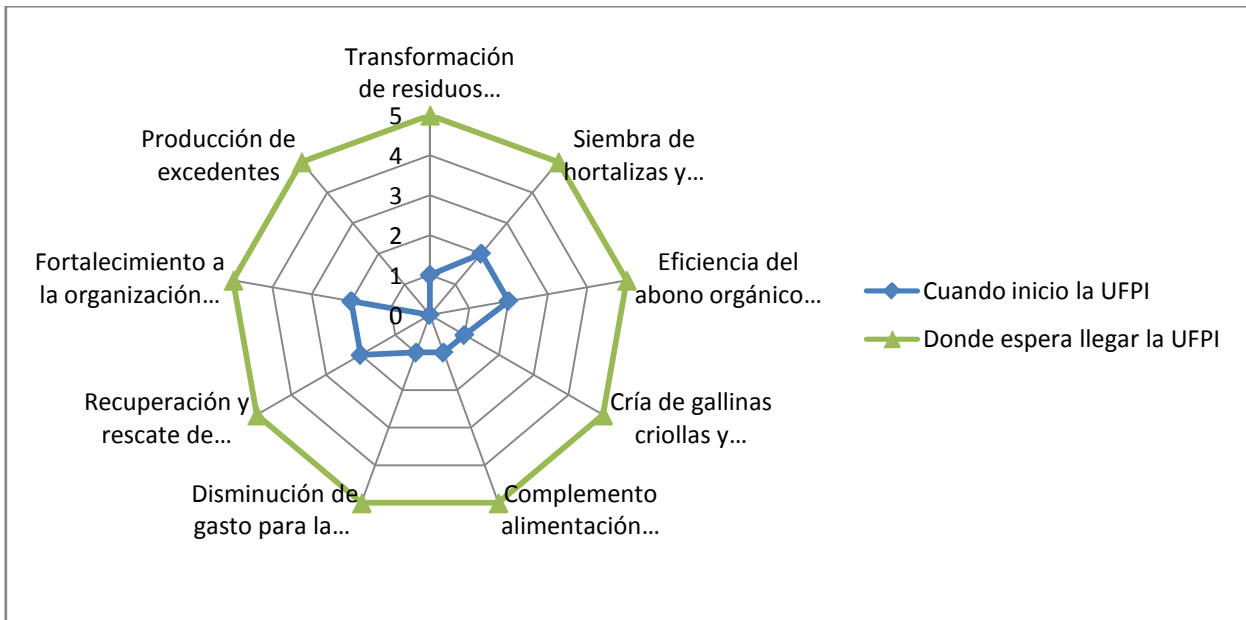 Transformación
de residuos...
Siembra de
hortalizas y...
Eficiencia del
abono orgánico...
Cría de gallinas
criollas y...
Complemento
alimentación...
Disminución de
gasto para la...
Recuperación y
rescate de...
Fortalecimiento a
la organización...
Producción de
excedentes
5
4
3
2
1
0
Cuando inicio la UFPI
Donde espera llegar la UFPI